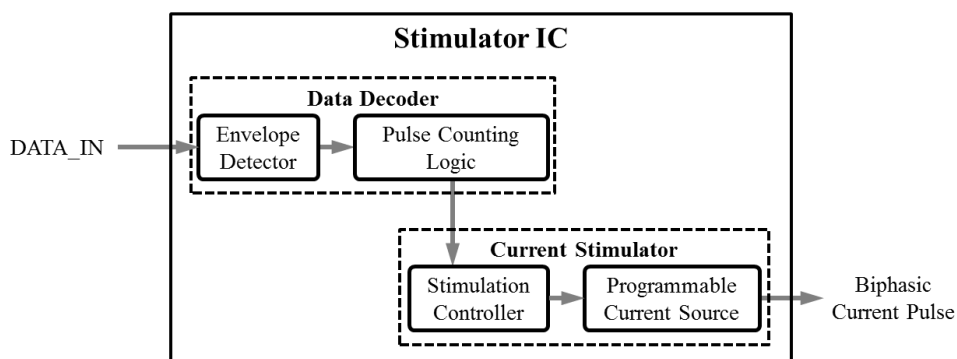 Stimulator IC
Data Decoder
DATA_IN
Envelope
Detector
Pulse Counting
Logic
Current Stimulator
Stimulation
Controller
Programmable
Current Source
Biphasic
Current Pulse